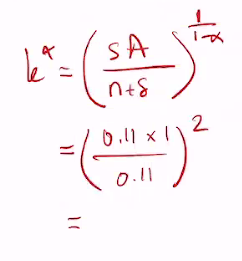 k* = (sA / n+δ)^(1/1-α)
= (0.11 × 1 / 0.11)^2
=